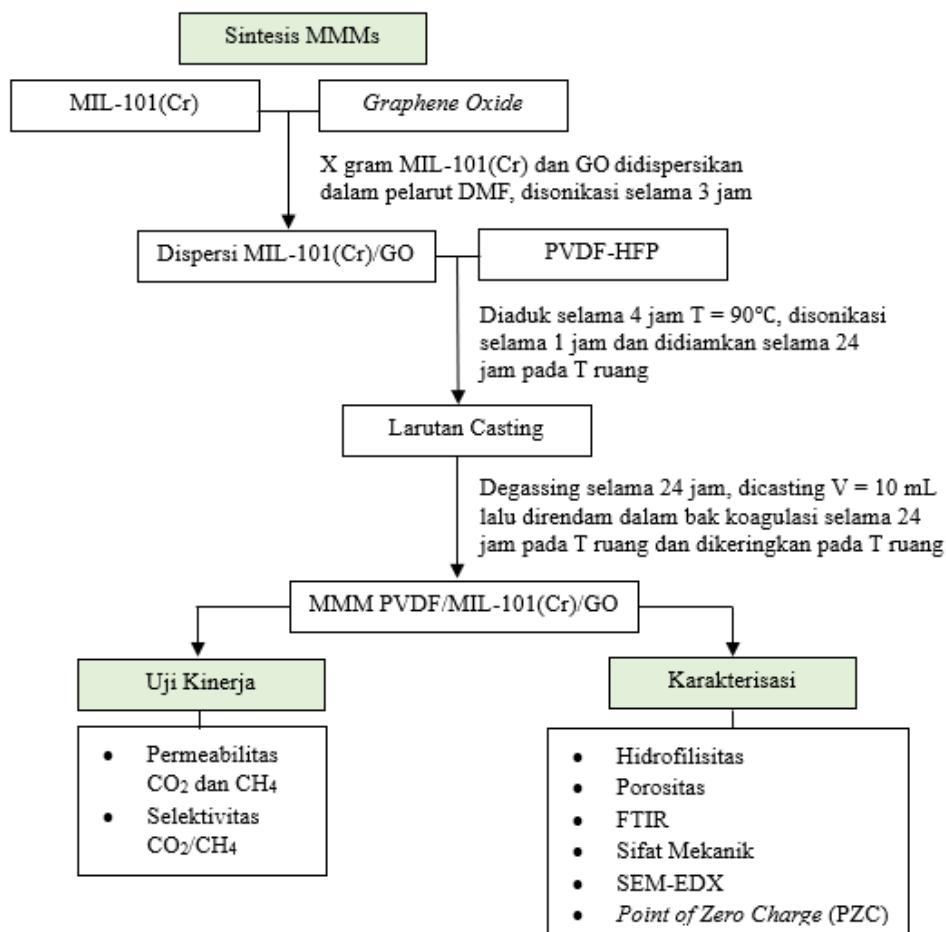 Sintesis MMMs
MIL-101(Cr)
Graphene Oxide
X gram MIL-101(Cr) dan GO didispersikan
dalam pelarut DMF, disonikasi selama 3 jam
Dispersi MIL-101(Cr)/GO
PVDF-HFP
Diaduk selama 4 jam T = 90℃, disonikasi
selama 1 jam dan didiamkan selama 24
jam pada T ruang
Larutan Casting
Degassing selama 24 jam, dicasting V = 10 mL
lalu direndam dalam bak koagulasi selama 24
jam pada T ruang dan dikeringkan pada T ruang
MMM PVDF/MIL-101(Cr)/GO
Uji Kinerja
• Permeabilitas
CO₂ dan CH₄
• Selektivitas
CO₂/CH₄
Karakterisasi
• Hidrofilisitas
• Porositas
• FTIR
• Sifat Mekanik
• SEM-EDX
• Point of Zero Charge (PZC)